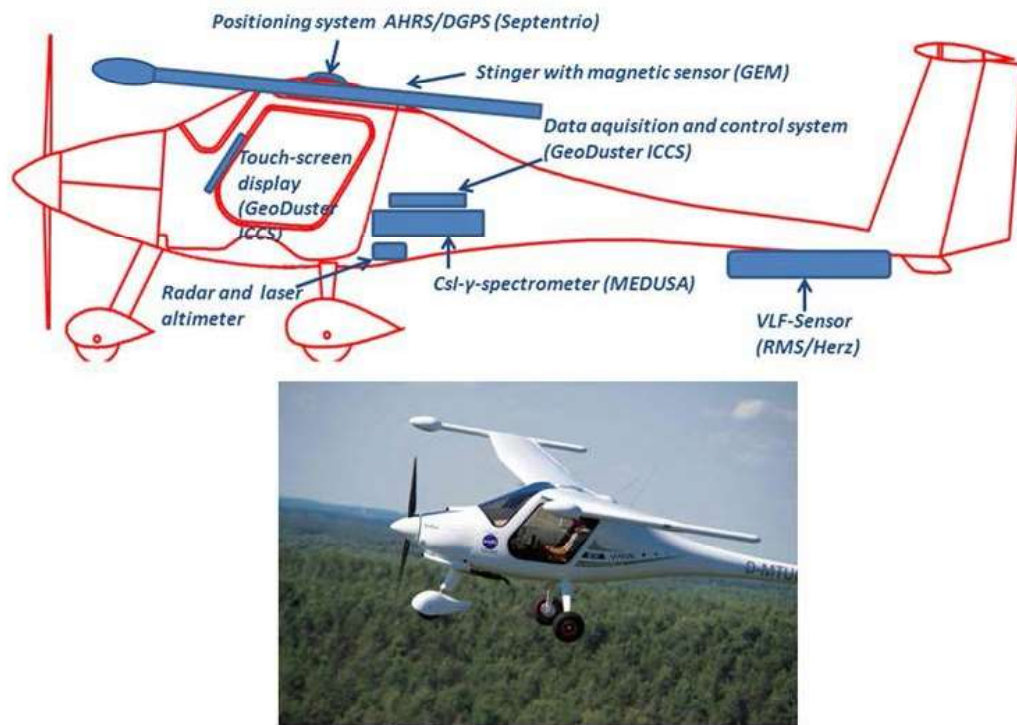 Positioning system AHRS/DGPS (Septentrio)
Stinger with magnetic sensor (GEM)
Data aquisition and control system
(GeoDuster ICCS)
Touch-screen
display
(GeoDuster
ICCS)
Radar and laser
altimeter
CsI-γ-spectrometer (MEDUSA)
VLF-Sensor
(RMS/Herz)